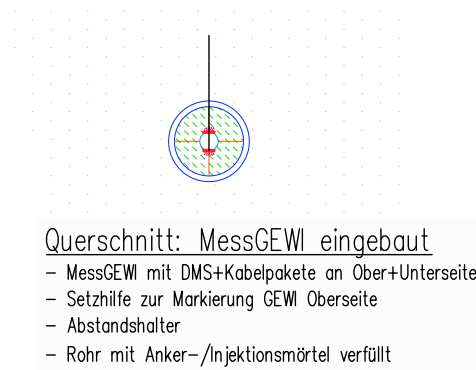 Querschnitt: MessGEWI eingebaut
– MessGEWI mit DMS+Kabelpakete an Ober+Unterseite
– Setzhilfe zur Markierung GEWI Oberseite
– Abstandshalter
– Rohr mit Anker–/Injektionsmörtel verfüllt